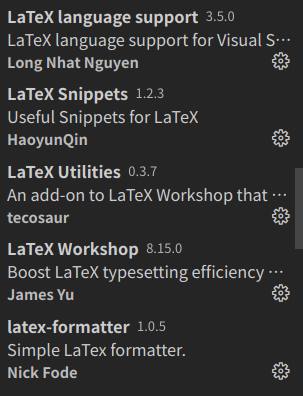 LaTeX language support 3.5.0
LaTeX language support for Visual S···
Long Nhat Nguyen
LaTeX Snippets 1.2.3
Useful Snippets for LaTeX
HaoyunQin
LaTeX Utilities 0.3.7
An add-on to LaTeX Workshop that ···
tecosaur
LaTeX Workshop 8.15.0
Boost LaTeX typesetting efficiency ···
James Yu
latex-formatter 1.0.5
Simple LaTex formatter.
Nick Fode